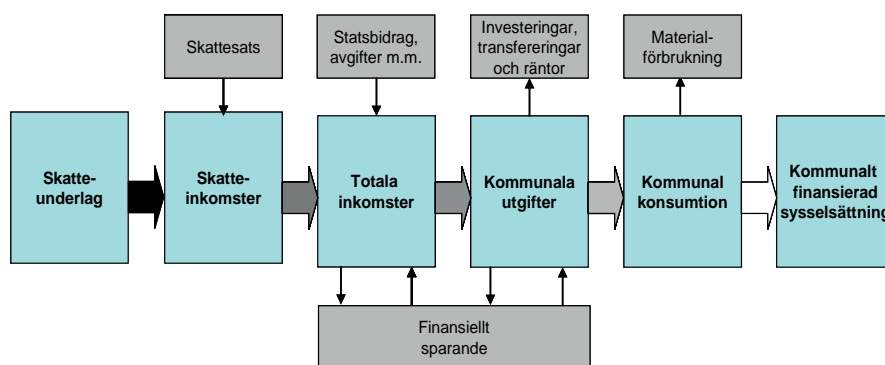 Skattesats
Statsbidrag,
avgifter m.m.
Investeringar,
transfereringar
och räntor
Material-
förbrukning
Skatte-
underlag
Skatte-
inkomster
Totala
inkomster
Kommunala
utgifter
Kommunal
konsumtion
Kommunalt
finansierad
sysselsättning
Finansiellt
sparande